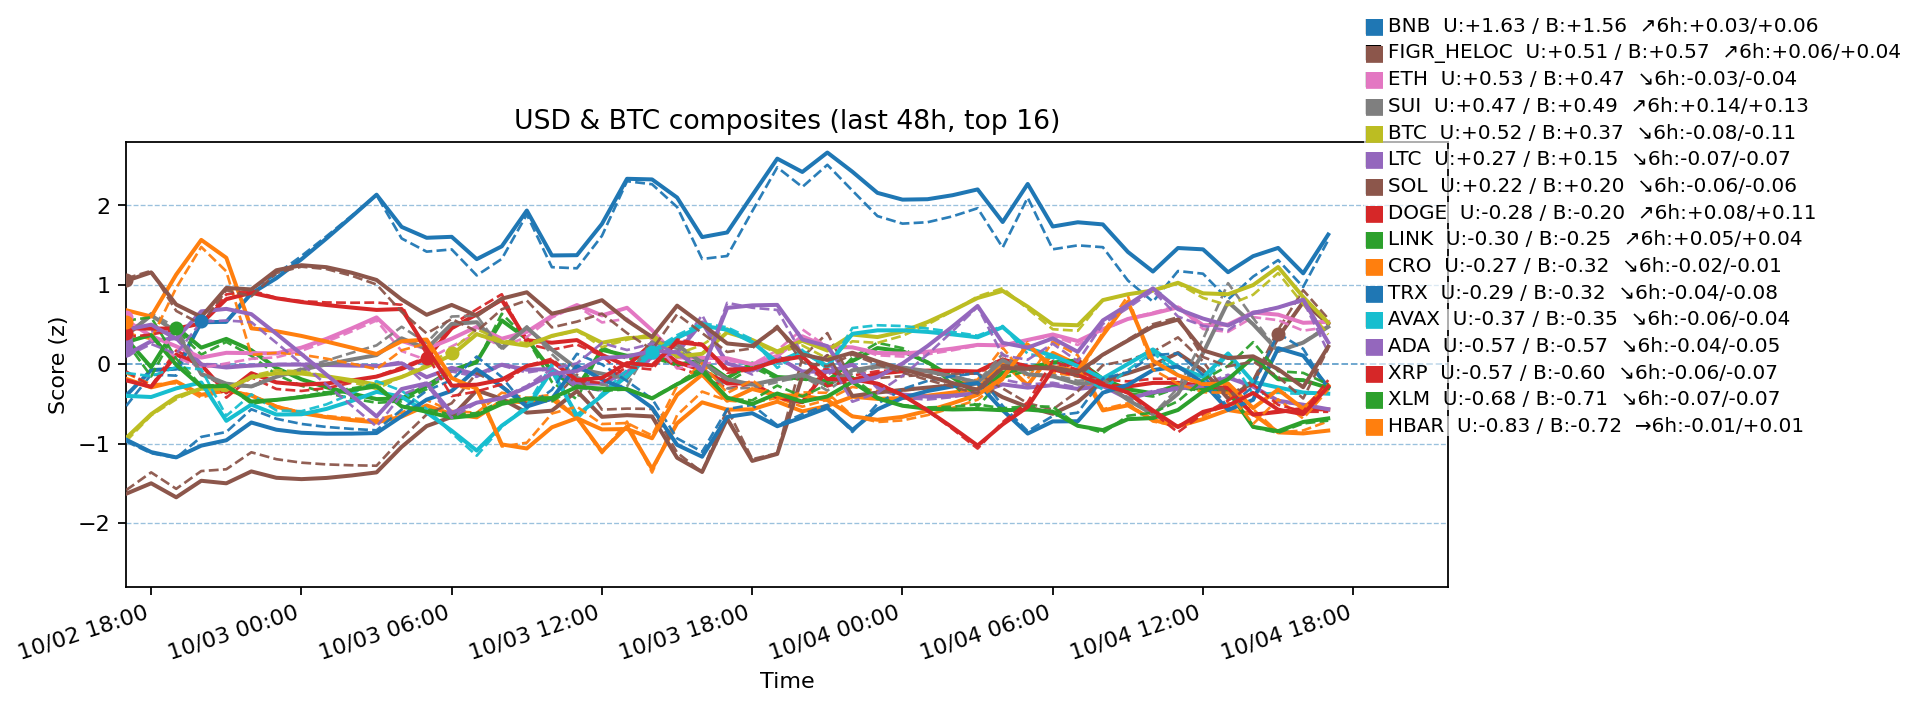 BNB  U:+1.63 / B:+1.56  ↗6h:+0.03/+0.06
FIGR_HELOC  U:+0.51 / B:+0.57  ↗6h:+0.06/+0.04
ETH  U:+0.53 / B:+0.47  ↘6h:-0.03/-0.04
SUI  U:+0.47 / B:+0.49  ↗6h:+0.14/+0.13
BTC  U:+0.52 / B:+0.37  ↘6h:-0.08/-0.11
LTC  U:+0.27 / B:+0.15  ↘6h:-0.07/-0.07
SOL  U:+0.22 / B:+0.20  ↘6h:-0.06/-0.06
DOGE  U:-0.28 / B:-0.20  ↗6h:+0.08/+0.11
LINK  U:-0.30 / B:-0.25  ↗6h:+0.05/+0.04
CRO  U:-0.27 / B:-0.32  ↘6h:-0.02/-0.01
TRX  U:-0.29 / B:-0.32  ↘6h:-0.04/-0.08
AVAX  U:-0.37 / B:-0.35  ↘6h:-0.06/-0.04
ADA  U:-0.57 / B:-0.57  ↘6h:-0.04/-0.05
XRP  U:-0.57 / B:-0.60  ↘6h:-0.06/-0.07
XLM  U:-0.68 / B:-0.71  ↘6h:-0.07/-0.07
HBAR  U:-0.83 / B:-0.72  →6h:-0.01/+0.01
USD & BTC composites (last 48h, top 16)
Score (z)
2
1
0
−1
−2
10/02 18:00
10/03 00:00
10/03 06:00
10/03 12:00
10/03 18:00
10/04 00:00
10/04 06:00
10/04 12:00
10/04 18:00
Time